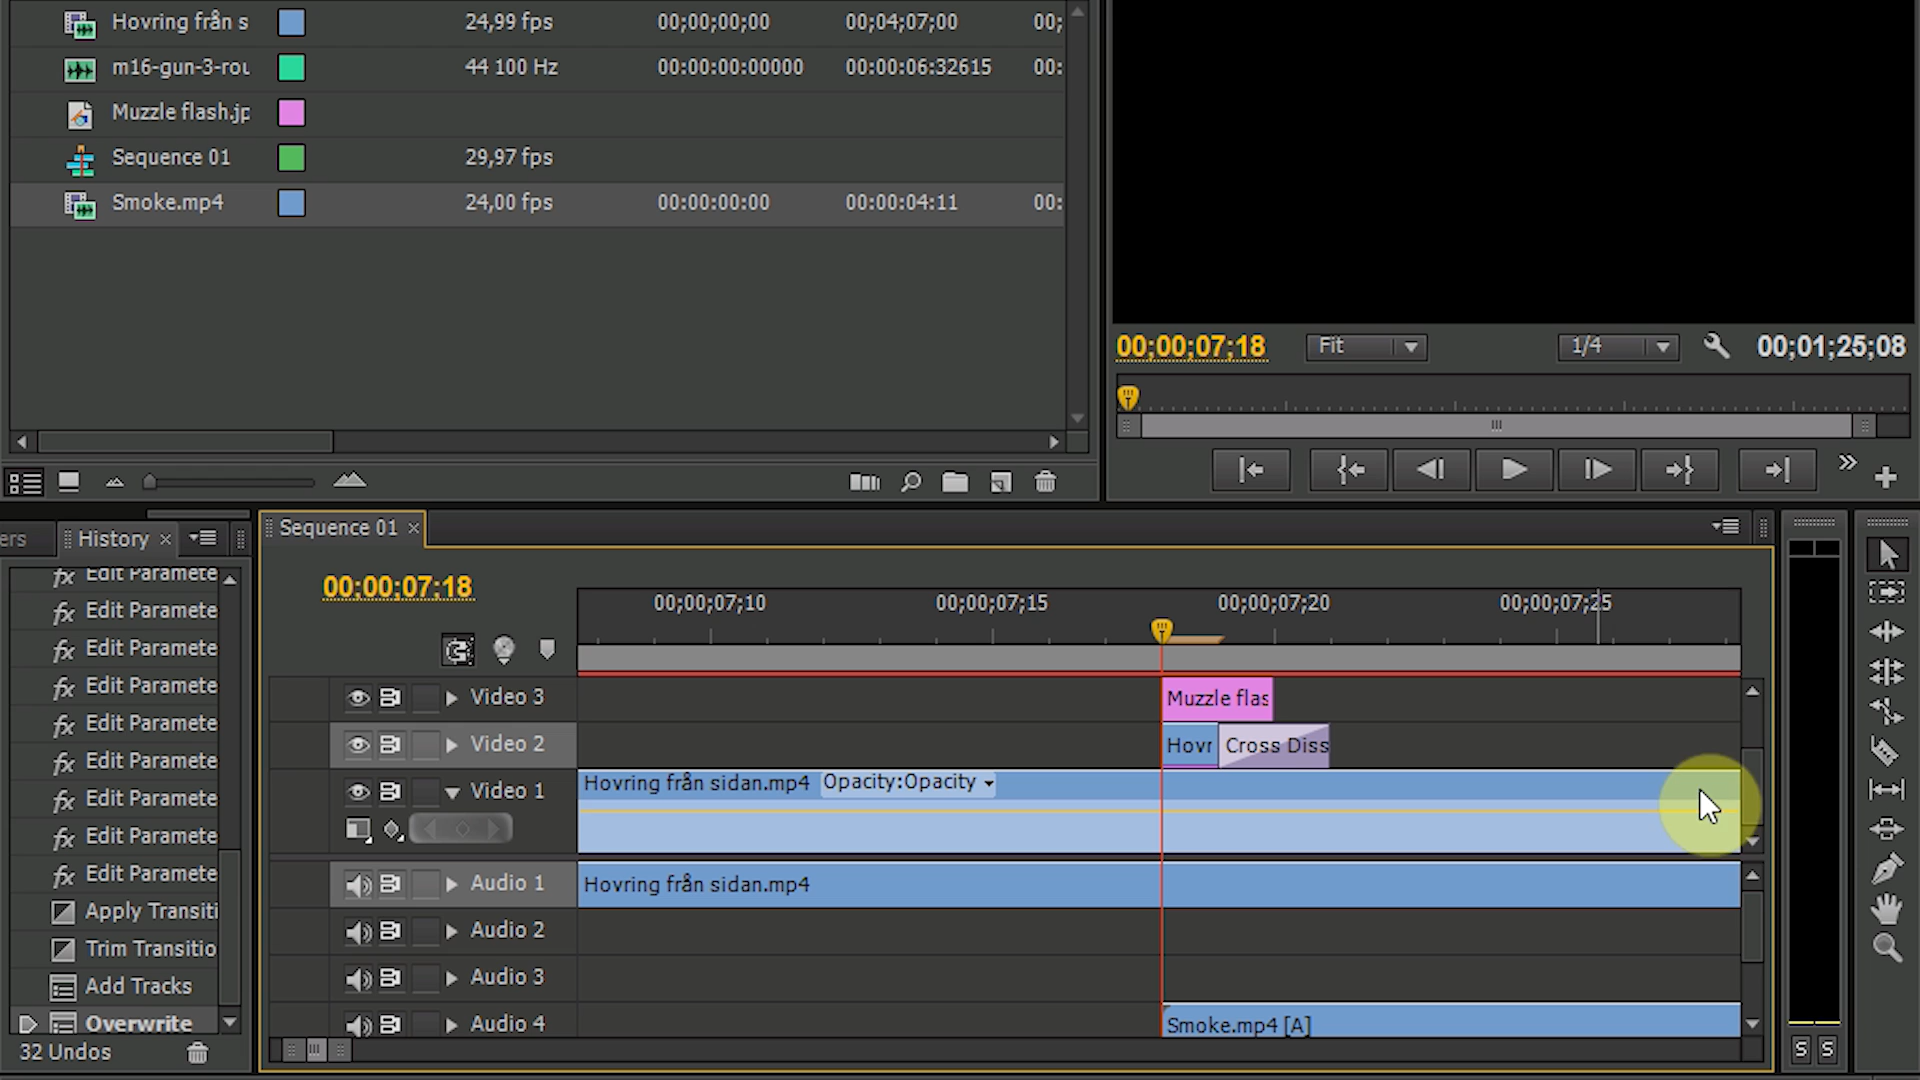 Hovring från s 24,99 fps 00;00;00;00 00;04;07;00 00;
m16-gun-3-rou 44 100 Hz 00:00:00:00000 00:00:06:32615 00:
Muzzle flash.jp
Sequence 01 29,97 fps
Smoke.mp4 24,00 fps 00:00:00:00 00:00:04:11 00:
00;00;07;18 Fit 1/4 00;01;25;08
ers History Sequence 01
Edit Paramete
Edit Paramete
Edit Paramete
Edit Paramete
Edit Paramete
Edit Paramete
Edit Paramete
Edit Paramete
Edit Paramete
Apply Transiti
Trim Transitio
Add Tracks
Overwrite
32 Undos
00;00;07;18
00;00;07;10 00;00;07;15 00;00;07;20 00;00;07;25
Video 3 Muzzle flas
Video 2 Hovr Cross Diss
Video 1 Hovring från sidan.mp4 Opacity:Opacity
Audio 1 Hovring från sidan.mp4
Audio 2
Audio 3
Audio 4 Smoke.mp4 [A]
S S